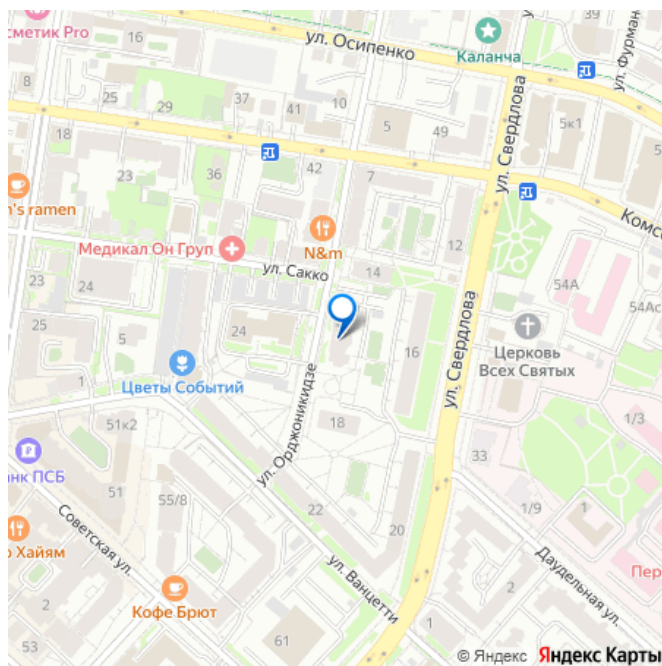 осметик Pro
16
ул. Осипенко
Каланча
39
ул. Фурман
8
25
29
37
41
10
5
49
5к1
18
23
36
42
7
n's ramen
Медикал Он Груп
N&m
ул. Сакко
14
12
ул. Свердлова
Комс
23
25
5
24
24
54А
54Ас
16
Церковь
Всех Святых
Цветы Событий
ул. Орджоникидзе
18
ул. Свердлова
51к2
33
1/3
нк ПСБ
51
55/8
22
20
1/9
1
о Хайям
Советская ул.
ул. Ванцетти
Даудельная ул.
Пер
2
Кофе Брют
2
53
61
1
© Яндекс Яндекс Карты